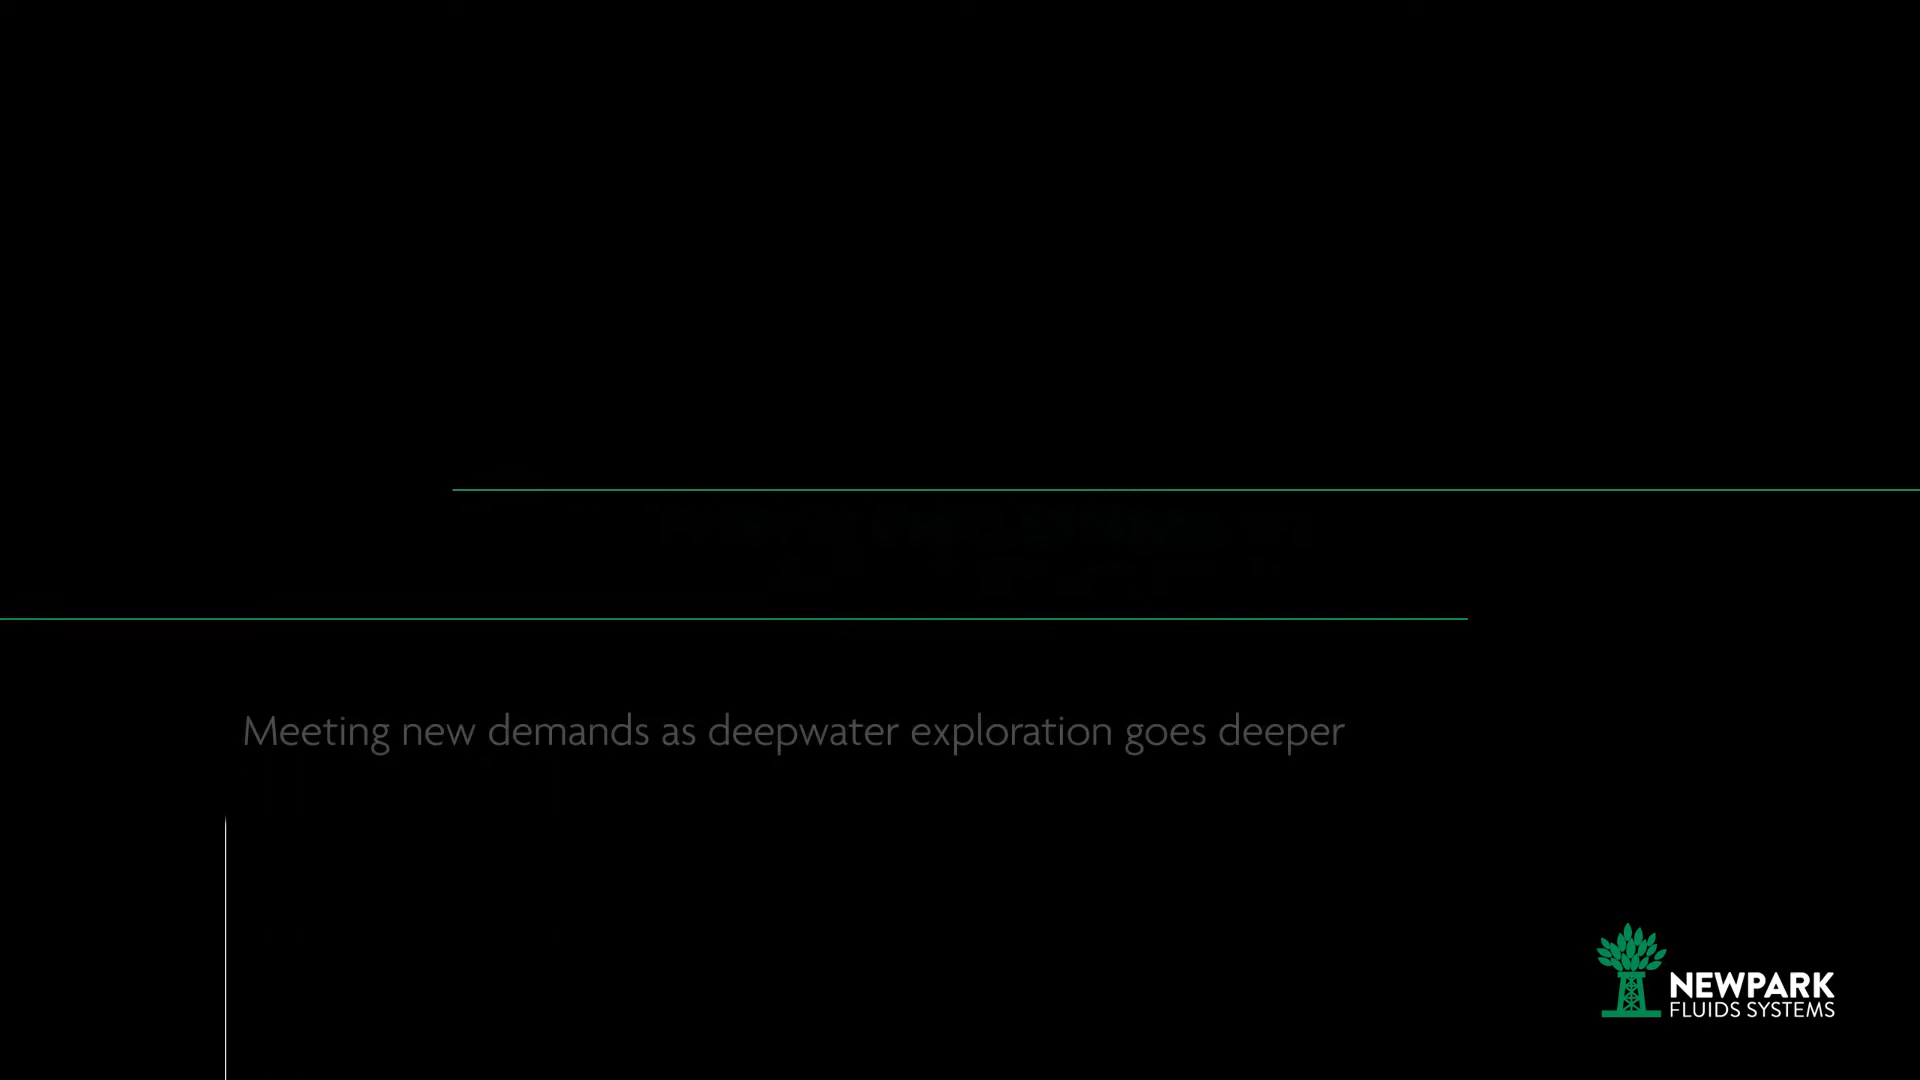 Meeting new demands as deepwater exploration goes deeper
NEWPARK
FLUIDS SYSTEMS